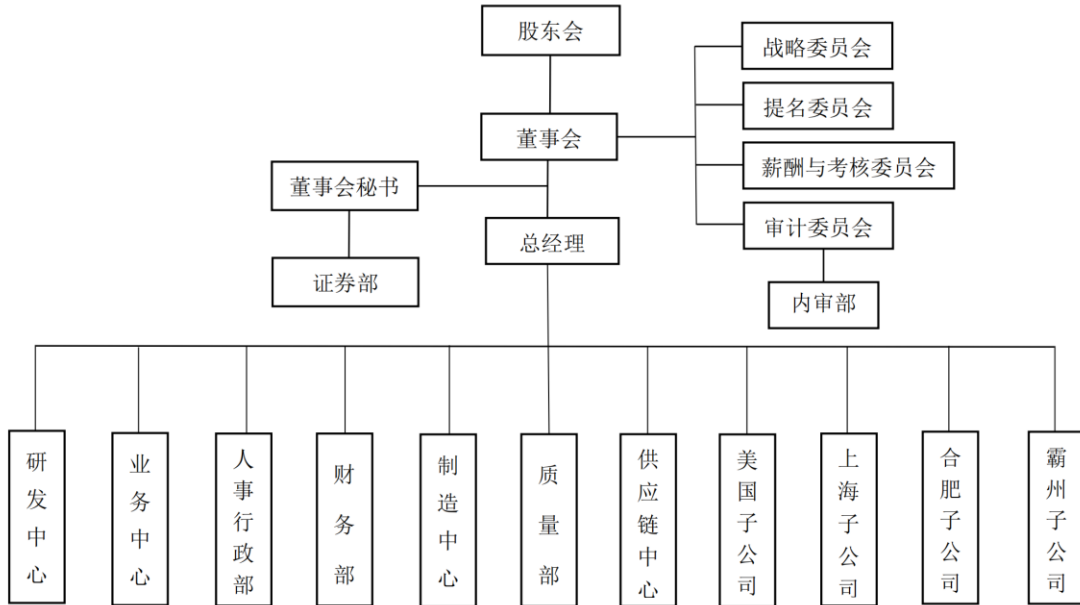 股东会
战略委员会
提名委员会
董事会
薪酬与考核委员会
董事会秘书
审计委员会
总经理
证券部
内审部
研发中心
业务中心
人事行政部
财务部
制造中心
质量部
供应链中心
美国子公司
上海子公司
合肥子公司
霸州子公司